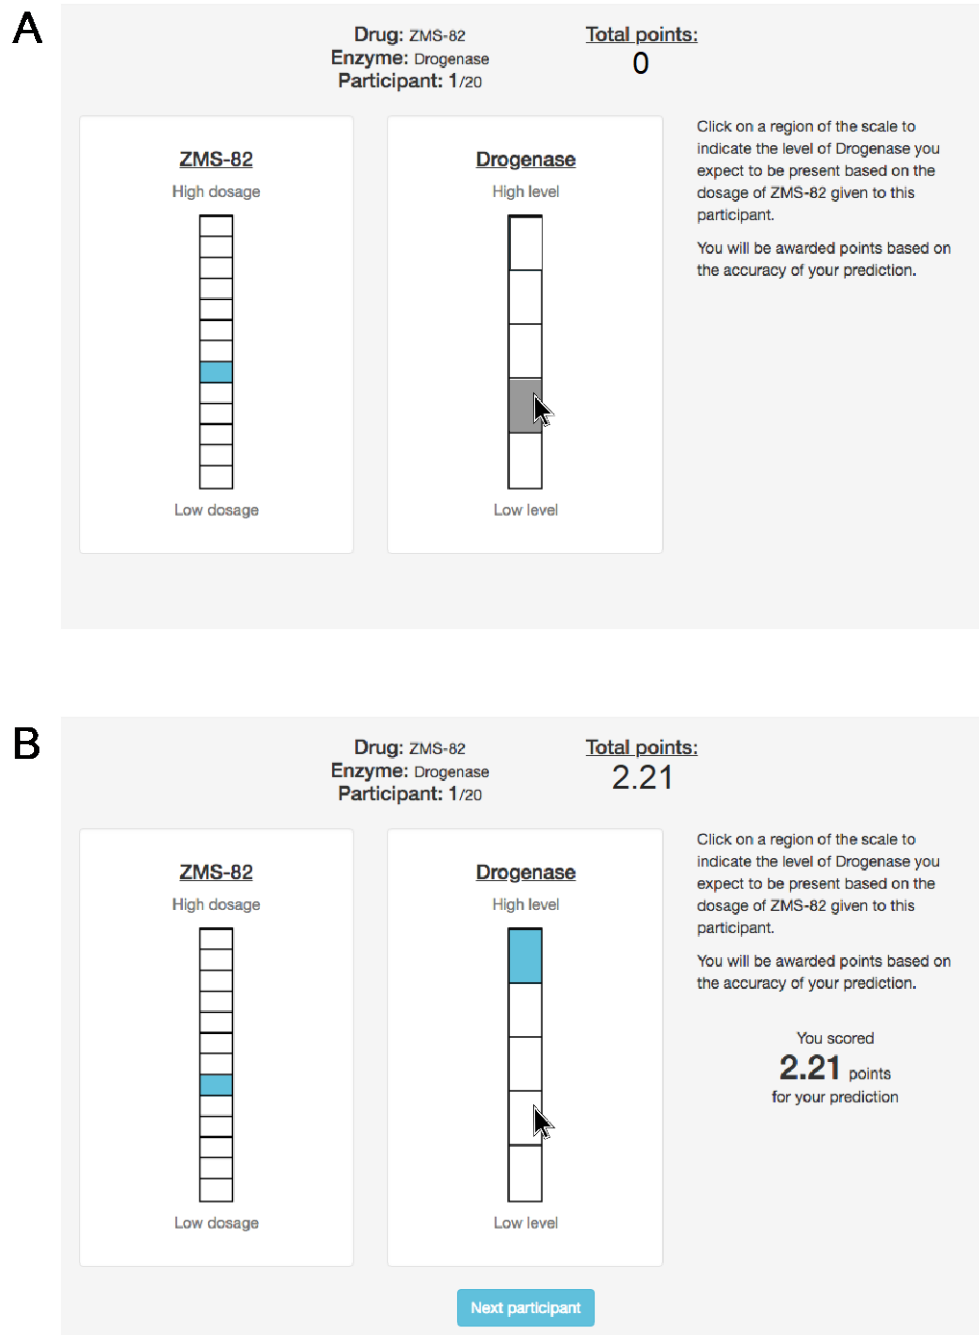 A
Drug: ZMS-82
Enzyme: Drogenase
Participant: 1/20
Total points:
0
ZMS-82
High dosage
Low dosage
Drogenase
High level
Low level
Click on a region of the scale to
indicate the level of Drogenase you
expect to be present based on the
dosage of ZMS-82 given to this
participant.
You will be awarded points based on
the accuracy of your prediction.
B
Drug: ZMS-82
Enzyme: Drogenase
Participant: 1/20
Total points:
2.21
ZMS-82
High dosage
Low dosage
Drogenase
High level
Low level
Click on a region of the scale to
indicate the level of Drogenase you
expect to be present based on the
dosage of ZMS-82 given to this
participant.
You will be awarded points based on
the accuracy of your prediction.
You scored
2.21 points
for your prediction
Next participant